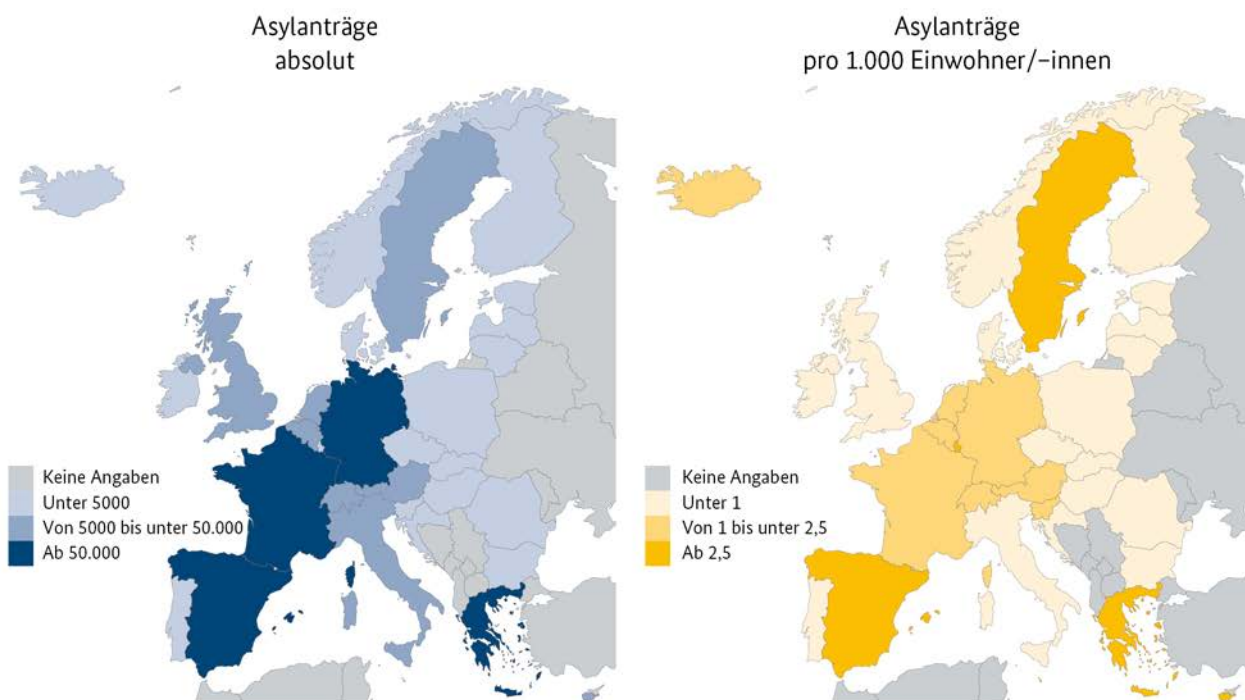 Asylanträge
absolut
Keine Angaben
Unter 5000
Von 5000 bis unter 50.000
Ab 50.000
Asylanträge
pro 1.000 Einwohner/–innen
Keine Angaben
Unter 1
Von 1 bis unter 2,5
Ab 2,5